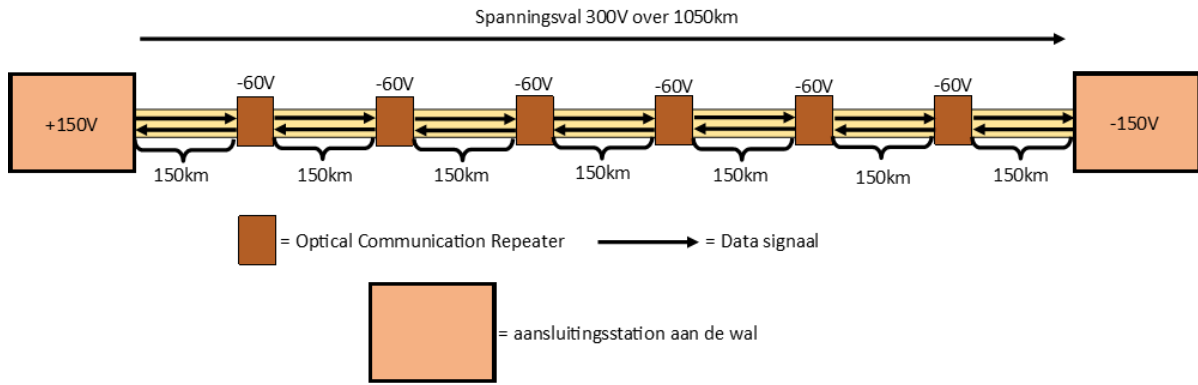 Spanningsval 300V over 1050km
-60V -60V -60V -60V -60V -60V
+150V
-150V
150km 150km 150km 150km 150km 150km 150km
= Optical Communication Repeater
= Data signaal
= aansluitingsstation aan de wal